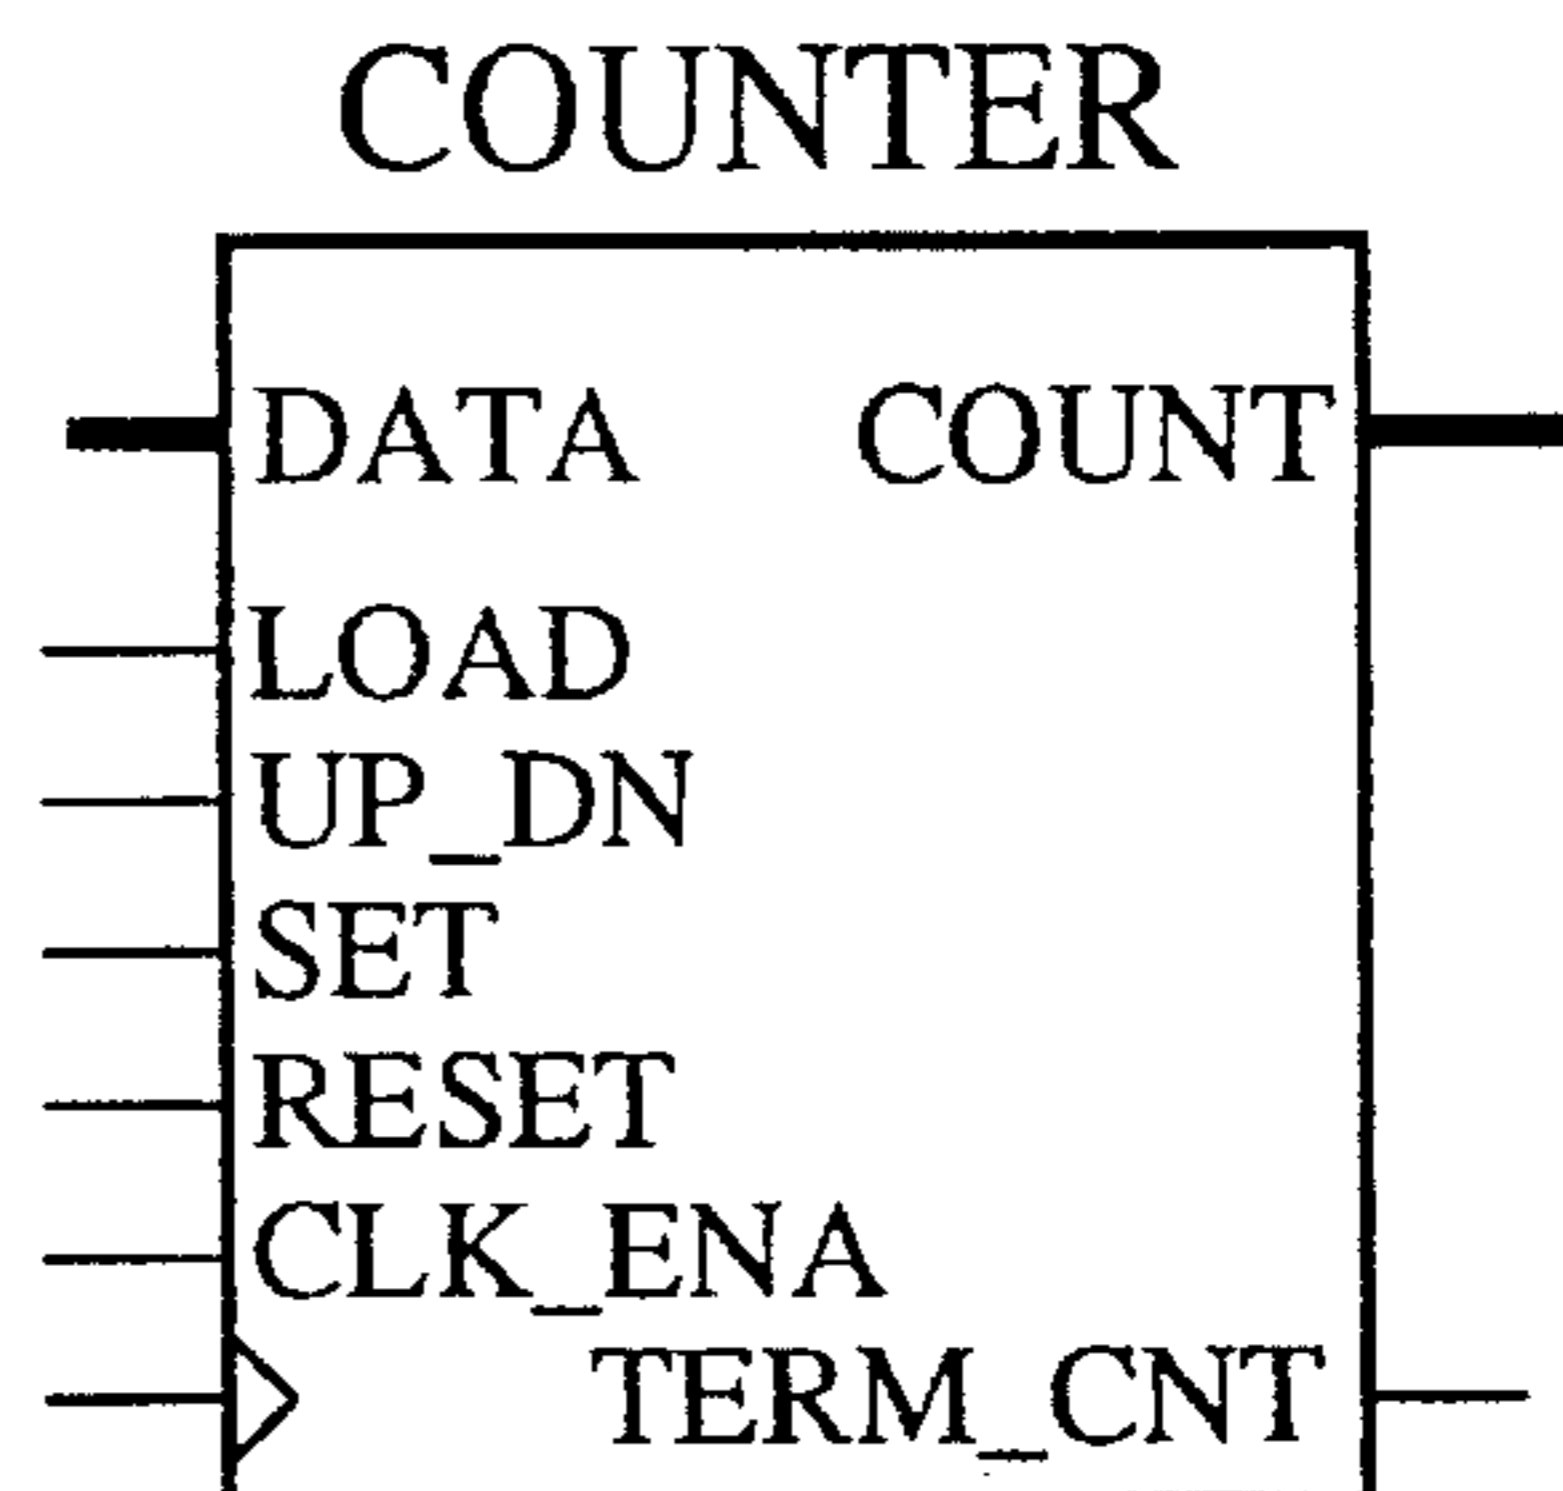 COUNTER
DATA COUNT
LOAD
UP_DN
SET
RESET
CLK_ENA
TERM_CNT